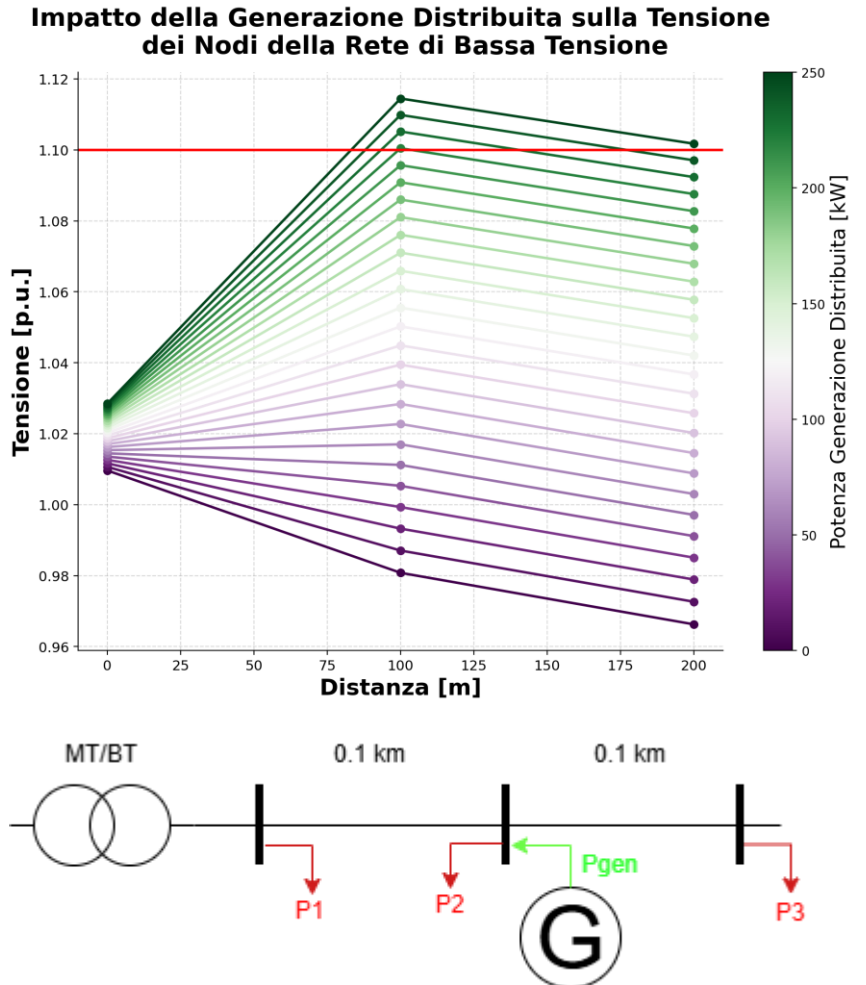 Impatto della Generazione Distribuita sulla Tensione
dei Nodi della Rete di Bassa Tensione
Tensione [p.u.]
1.12
1.10
1.08
1.06
1.04
1.02
1.00
0.98
0.96
0
25
50
75
100
125
150
175
200
Distanza [m]
250
200
150
100
50
0
Potenza Generazione Distribuita [kW]
MT/BT
0.1 km
0.1 km
P1
P2
Pgen
G
P3